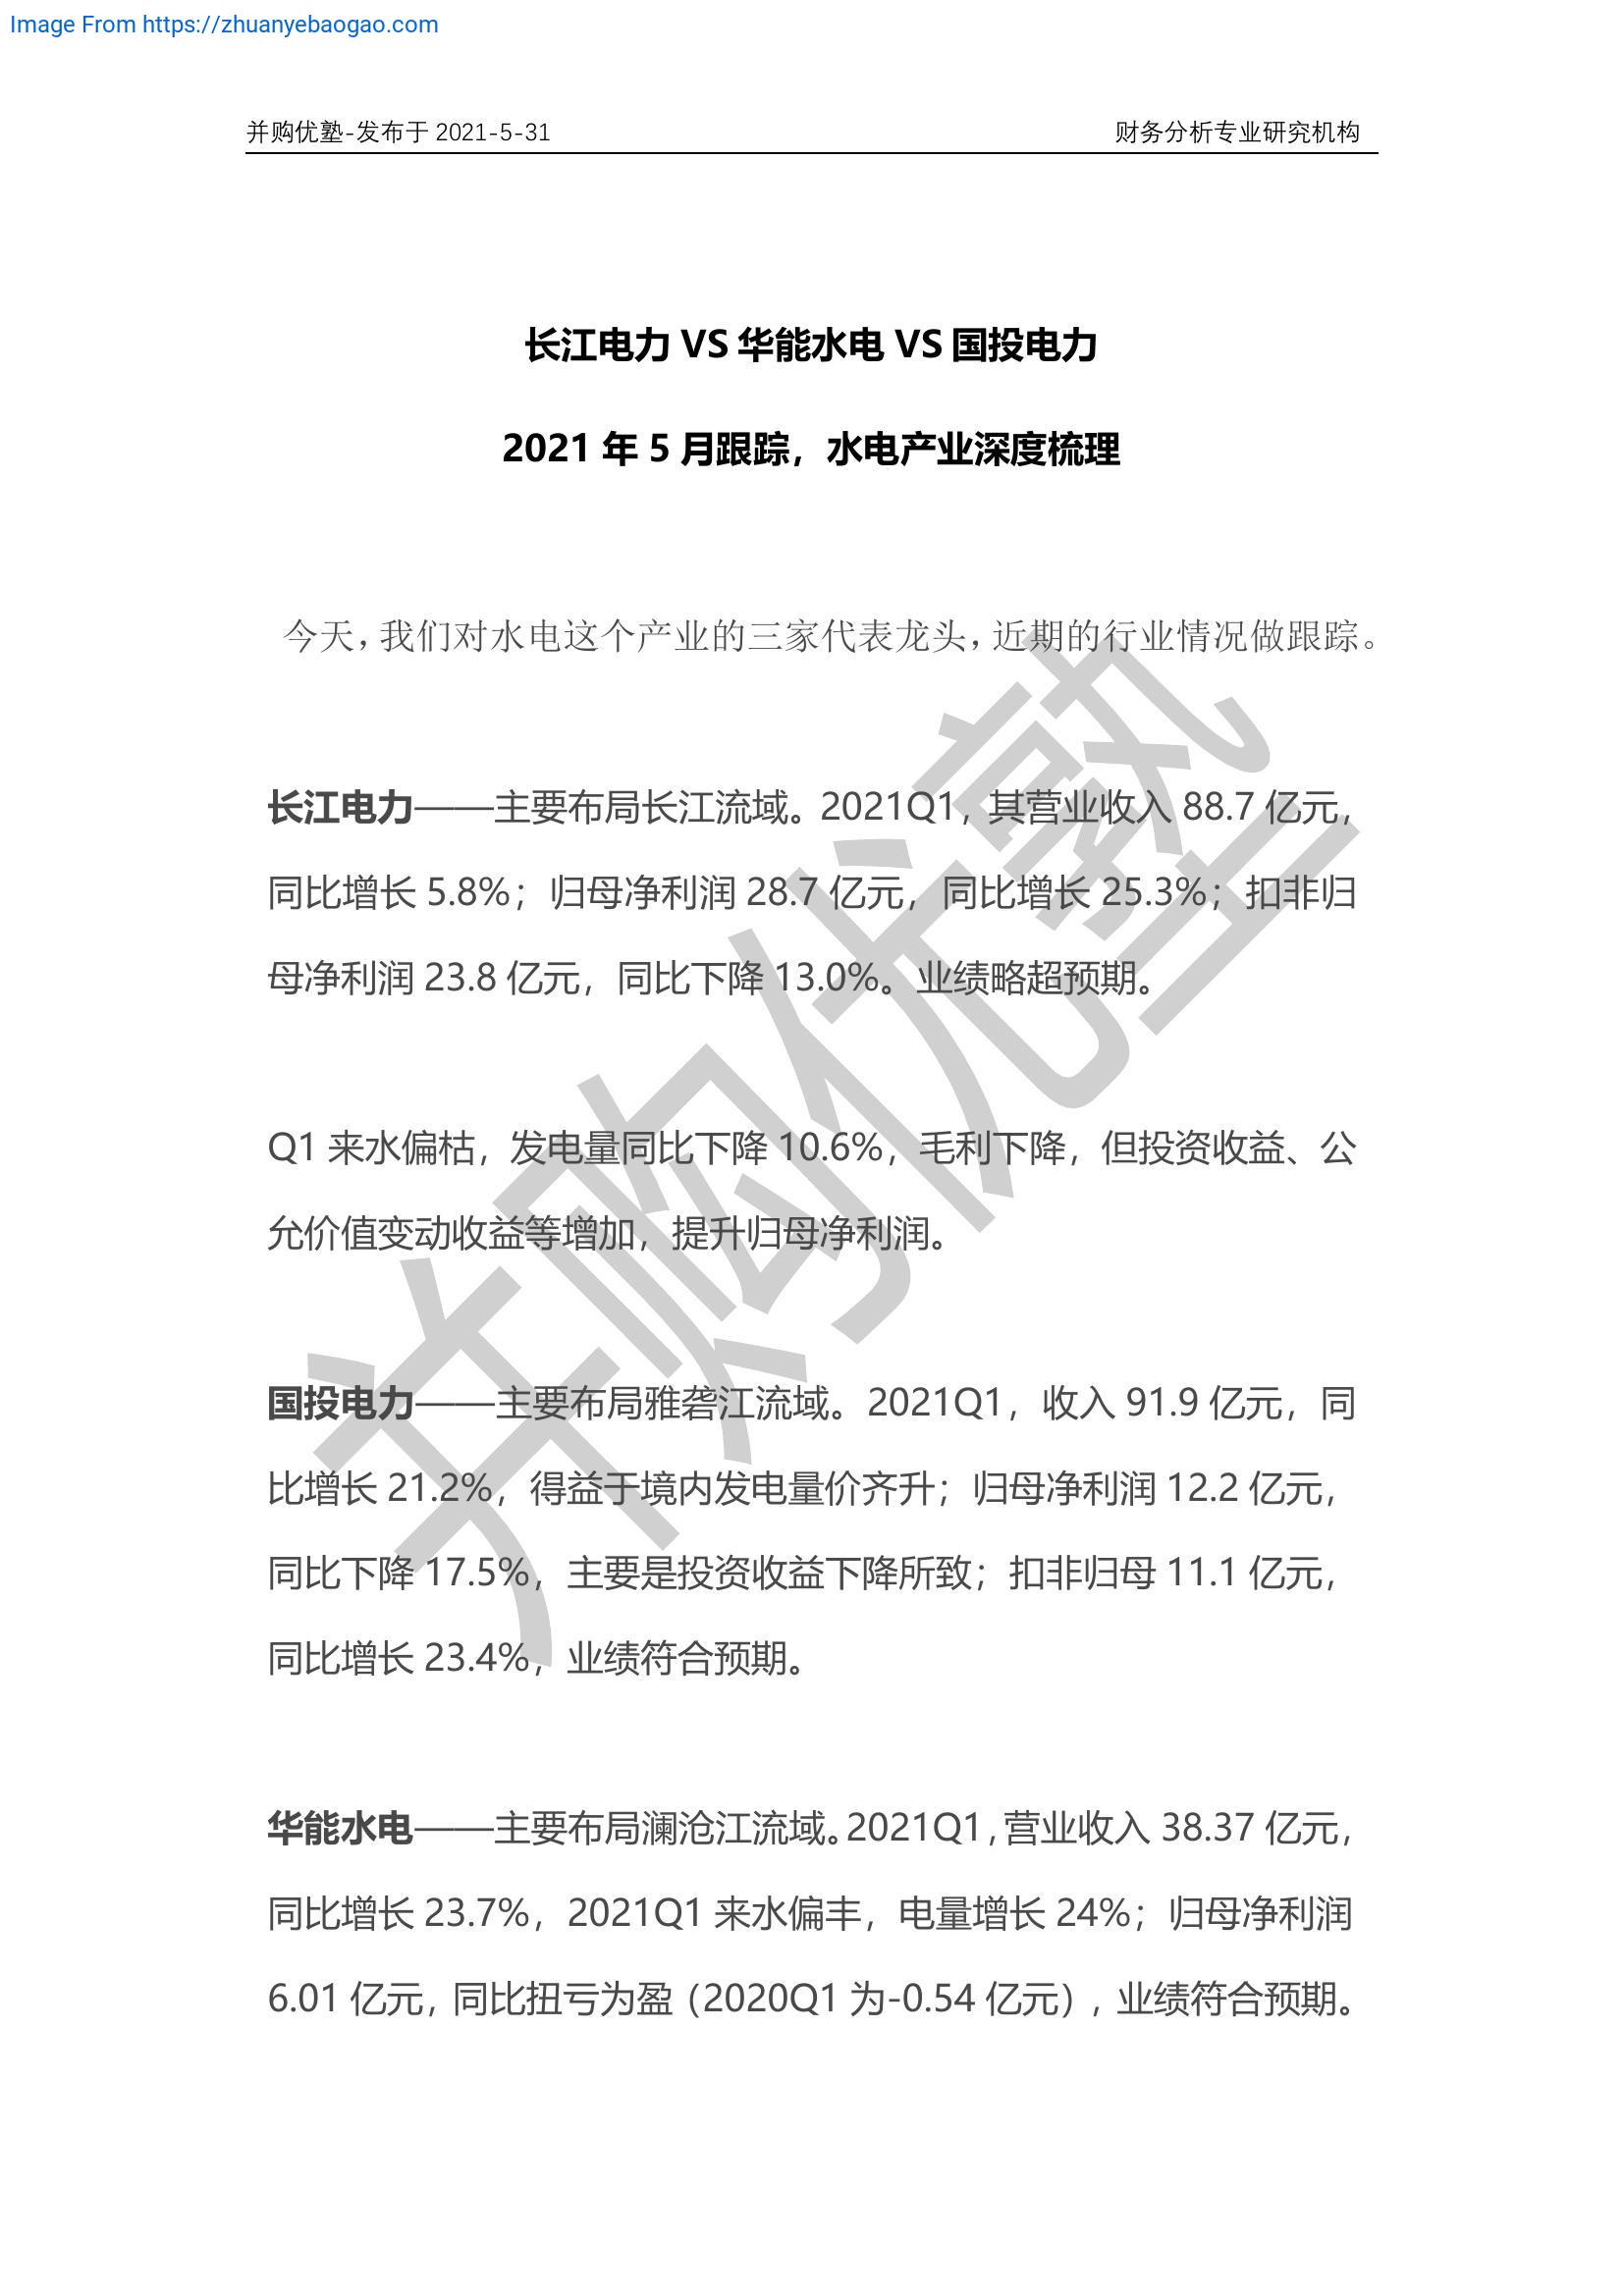 Image From https://zhuanyebaogao.com
并购优塾-发布于 2021-5-31 财务分析专业研究机构
长江电力 VS 华能水电 VS 国投电力
2021 年 5 月跟踪，水电产业深度梳理
今天，我们对水电这个产业的三家代表龙头，近期的行业情况做跟踪。
长江电力——主要布局长江流域。2021Q1，其营业收入 88.7 亿元，
同比增长 5.8%；归母净利润 28.7 亿元，同比增长 25.3%；扣非归
母净利润 23.8 亿元，同比下降 13.0%。业绩略超预期。
Q1 来水偏枯，发电量同比下降 10.6%，毛利下降，但投资收益、公
允价值变动收益等增加，提升归母净利润。
国投电力——主要布局雅砻江流域。2021Q1，收入 91.9 亿元，同
比增长 21.2%，得益于境内发电量价齐升；归母净利润 12.2 亿元，
同比下降 17.5%，主要是投资收益下降所致；扣非归母 11.1 亿元，
同比增长 23.4%，业绩符合预期。
华能水电——主要布局澜沧江流域。2021Q1，营业收入 38.37 亿元，
同比增长 23.7%，2021Q1 来水偏丰，电量增长 24%；归母净利润
6.01 亿元，同比扭亏为盈（2020Q1 为-0.54 亿元），业绩符合预期。
并购优塾